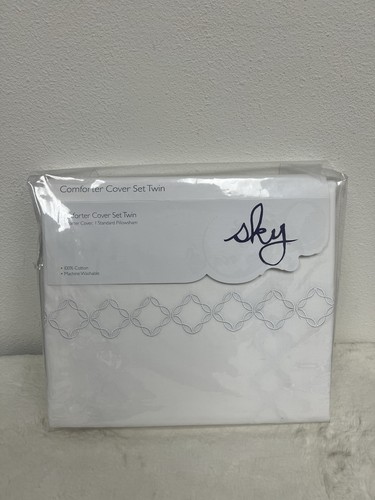 Comforter Cover Set Twin
Comforter Cover Set Twin
sky
• 100% Cotton
• Machine Washable